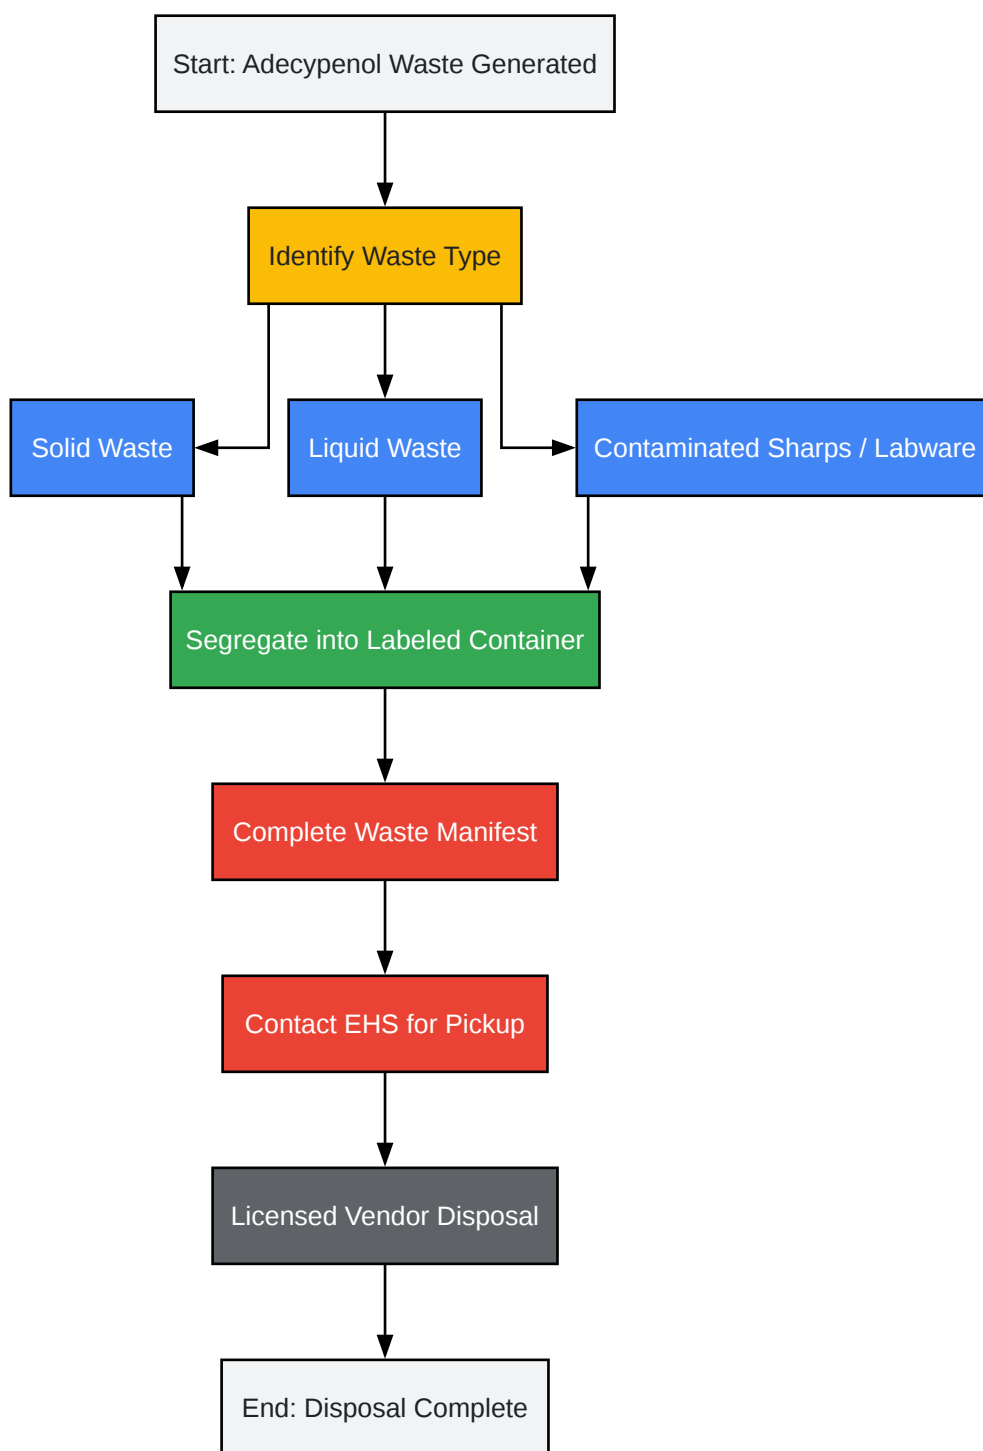 Start: Adecypenol Waste Generated
Identify Waste Type
Solid Waste
Liquid Waste
Contaminated Sharps / Labware
Segregate into Labeled Container
Complete Waste Manifest
Contact EHS for Pickup
Licensed Vendor Disposal
End: Disposal Complete